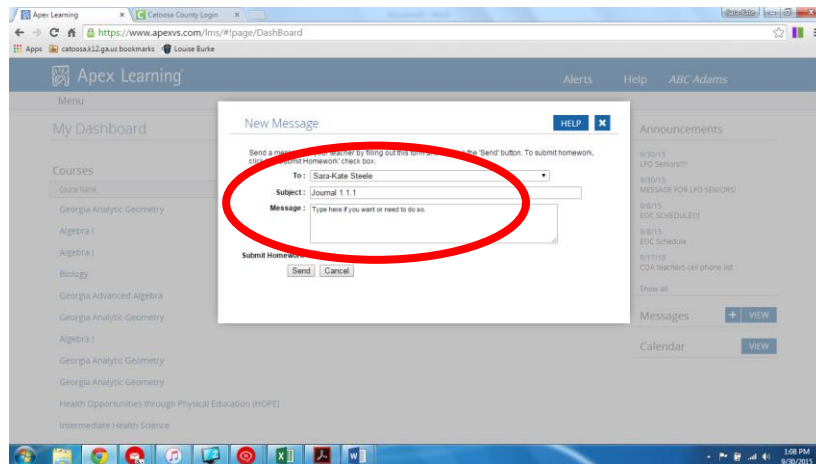 Apex Learning
Catoosa County Login
https://www.apexvs.com/lms/#!page/DashBoard
Apps
catoosa.k12.ga.us bookmarks
Louise Burke
Apex Learning
Alerts
Help
ABC Adams
Menu
My Dashboard
Courses
Course Name
Georgia Analytic Geometry
Algebra I
Algebra I
Biology
Georgia Advanced Algebra
Georgia Analytic Geometry
Algebra I
Georgia Analytic Geometry
Georgia Analytic Geometry
Health Opportunities through Physical Education (HOPE)
Intermediate Health Science
New Message
HELP
Send a message your teacher by filling out this form the 'Send' button. To submit homework,
click Submit Homework' check box.
To : Sara-Kate Steele
Subject : Journal 1.1.1
Message : Type here if you want or need to do so.
Submit Homework
Send Cancel
Announcements
9/30/15
LFO Seniors!!!!
9/30/15
MESSAGE FOR LFO SENIORS!
9/8/15
EOC SCHEDULE!!!
9/8/15
EOC Schedule
8/17/15
CDA teachers cell phone list
Show all
Messages + VIEW
Calendar VIEW
1:08 PM
9/30/2015